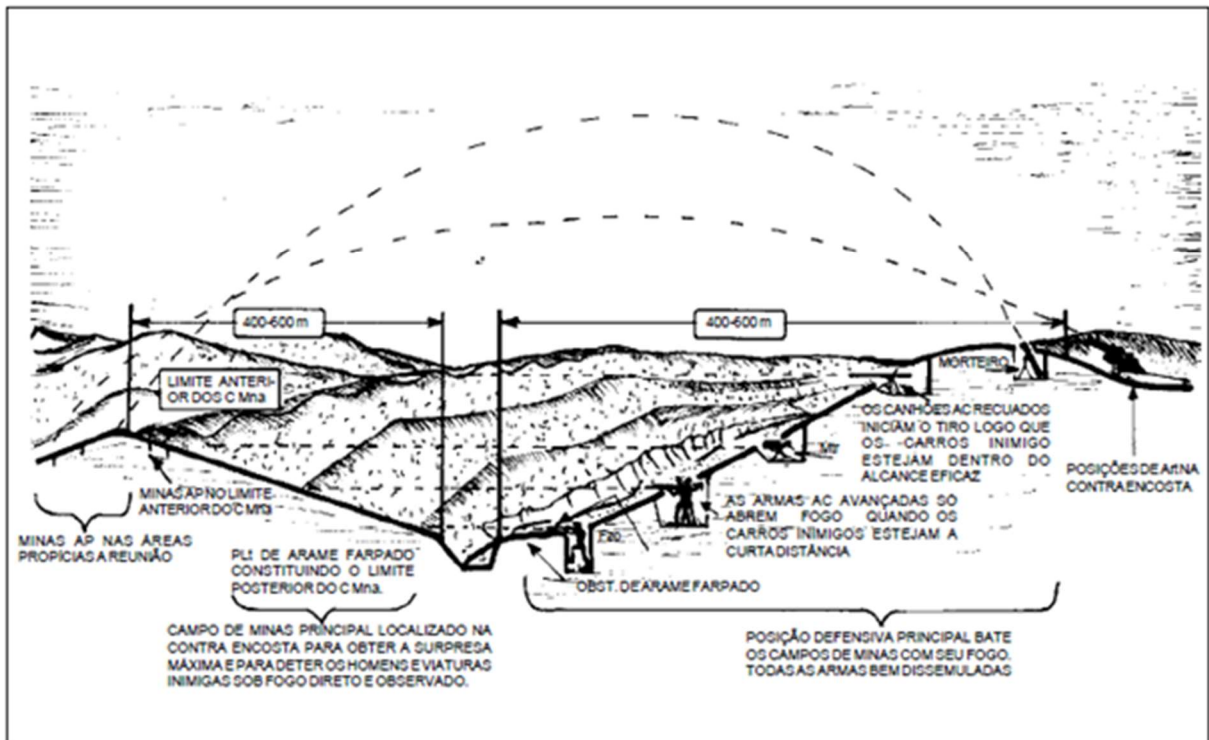 400-600 m
400-600 m
LIMITE ANTERI-
OR DOS C Mna
MORTEIRO
OS CANHÕES AC RECUADOS
INICIAM O TIRO LOGO QUE
OS CARROS INIMIGO
ESTEJAM DENTRO DO
ALCANCE EFICAZ
Mtr
POSIÇÕES DE Art NA
CONTRA ENCOSTA
MINAS AP NO LIMITE
ANTERIOR DO C Mna
AS ARMAS AC AVANÇADAS SO
ABREM FOGO QUANDO OS
CARROS INIMIGOS ESTEJAM A
CURTA DISTÂNCIA
MINAS AP NAS ÁREAS
PROPÍCIAS A REUNIÃO
Fzo
PLt DE ARAME FARPADO
CONSTITUINDO O LIMITE
POSTERIOR DO C Mna.
OBST. DE ARAME FARPADO
CAMPO DE MINAS PRINCIPAL LOCALIZADO NA
CONTRA ENCOSTA PARA OBTER A SURPRESA
MÁXIMA E PARA DETER OS HOMENS E VIATURAS
INIMIGAS SOB FOGO DIRETO E OBSERVADO.
POSIÇÃO DEFENSIVA PRINCIPAL BATE
OS CAMPOS DE MINAS COM SEU FOGO.
TODAS AS ARMAS BEM DISSEMULADAS